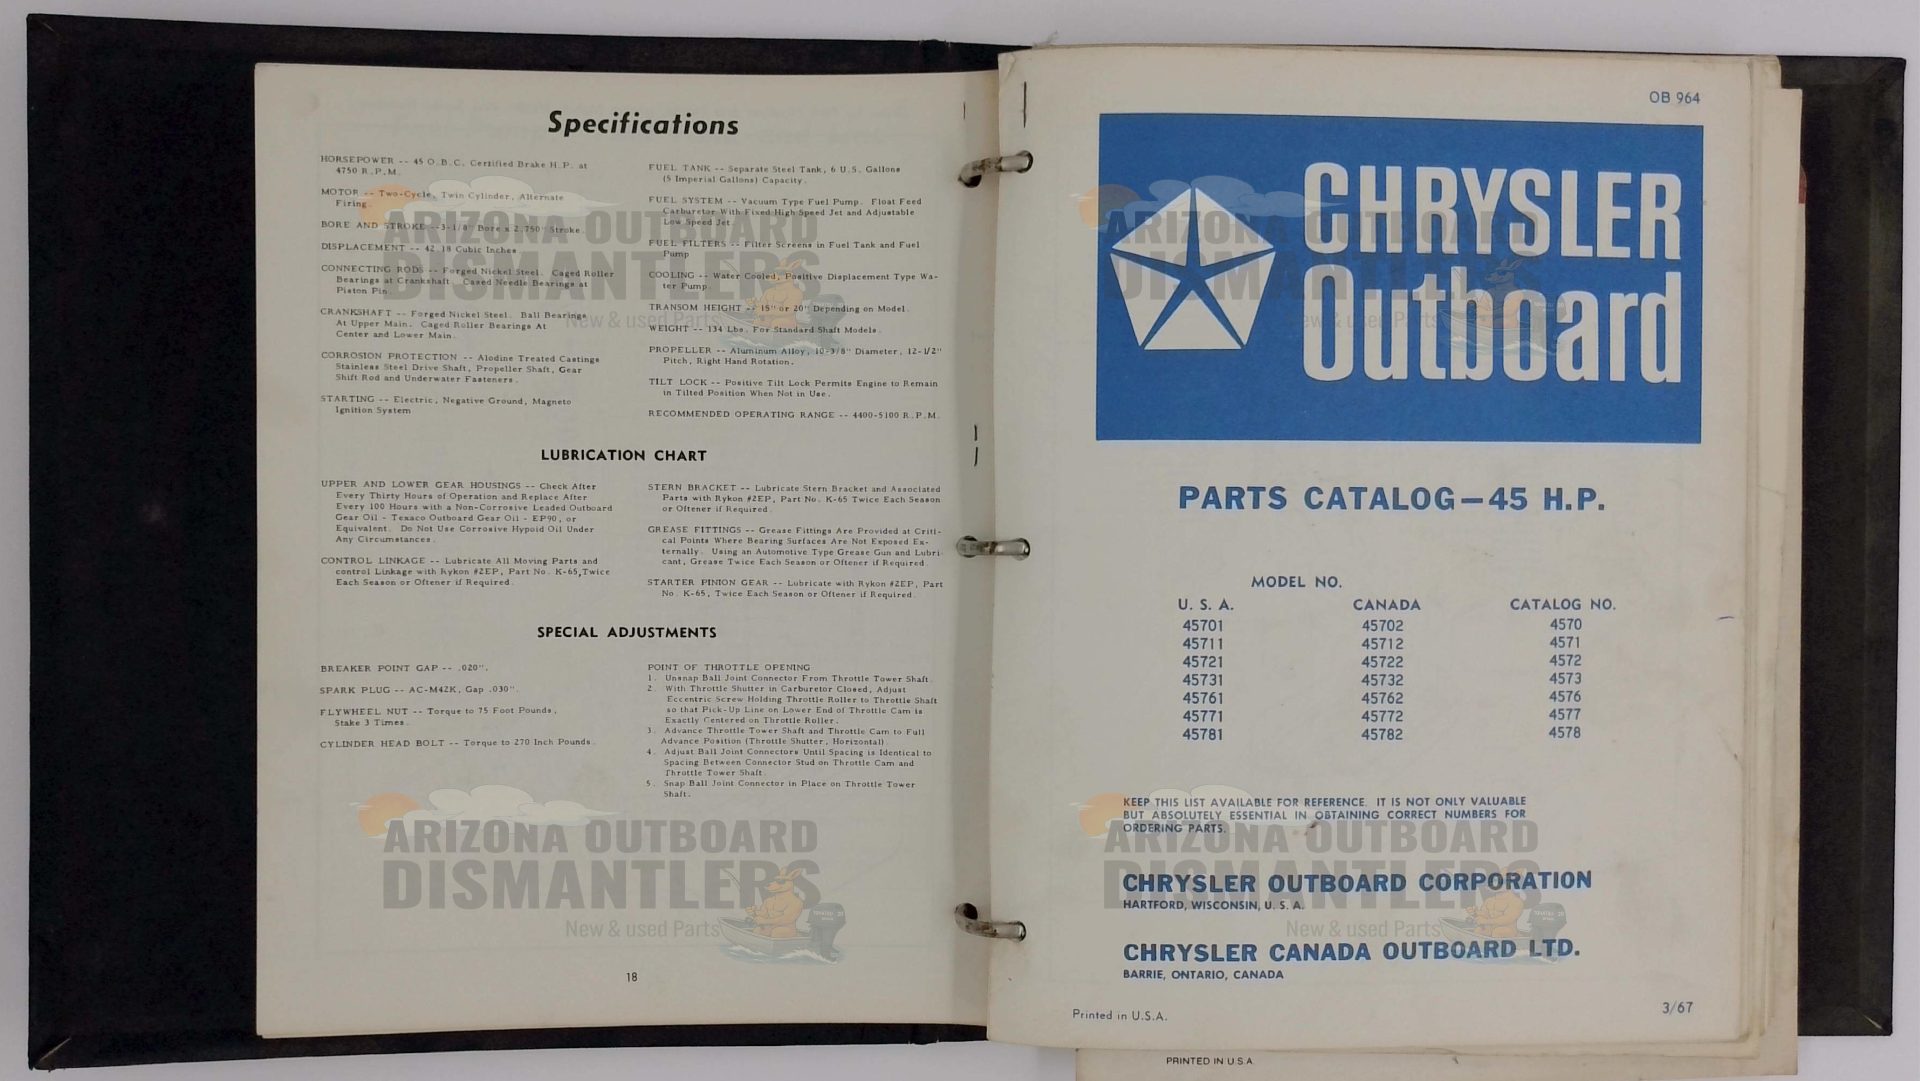 Specifications
HORSEPOWER -- 45 O.B.C. Certified Brake H.P. at
4750 R.P.M.
MOTOR -- Two-Cycle, Twin Cylinder, Alternate
Firing.
BORE AND STROKE --3-1/8" Bore x 2.750" Stroke.
DISPLACEMENT -- 42.18 Cubic Inches.
CONNECTING RODS -- Forged Nickel Steel. Caged Roller
Bearings at Crankshaft. Cased Needle Bearings at
Piston Pin.
CRANKSHAFT -- Forged Nickel Steel. Ball Bearings
At Upper Main. Caged Roller Bearings At
Center and Lower Main.
CORROSION PROTECTION -- Alodine Treated Castings
Stainless Steel Drive Shaft, Propeller Shaft, Gear
Shift Rod and Underwater Fasteners.
STARTING -- Electric, Negative Ground, Magneto
Ignition System
FUEL TANK -- Separate Steel Tank, 6 U.S. Gallons
(5 Imperial Gallons) Capacity.
FUEL SYSTEM -- Vacuum Type Fuel Pump. Float Feed
Carburetor With Fixed High Speed Jet and Adjustable
Low Speed Jet.
FUEL FILTERS -- Filter Screens in Fuel Tank and Fuel
Pump
COOLING -- Water Cooled, Positive Displacement Type Wa-
ter Pump.
TRANSOM HEIGHT -- 15" or 20" Depending on Model.
WEIGHT -- 134 Lbs. For Standard Shaft Models.
PROPELLER -- Aluminum Alloy, 10-3/8" Diameter, 12-1/2"
Pitch, Right Hand Rotation.
TILT LOCK -- Positive Tilt Lock Permits Engine to Remain
in Tilted Position When Not in Use.
RECOMMENDED OPERATING RANGE -- 4400-5100 R.P.M.
LUBRICATION CHART
UPPER AND LOWER GEAR HOUSINGS -- Check After
Every Thirty Hours of Operation and Replace After
Every 100 Hours with a Non-Corrosive Leaded Outboard
Gear Oil - Texaco Outboard Gear Oil - EP90, or
Equivalent. Do Not Use Corrosive Hypoid Oil Under
Any Circumstances.
CONTROL LINKAGE -- Lubricate All Moving Parts and
control Linkage with Rykon #2EP, Part No. K-65, Twice
Each Season or Oftener if Required.
STERN BRACKET -- Lubricate Stern Bracket and Associated
Parts with Rykon #2EP, Part No. K-65 Twice Each Season
or Oftener if Required.
GREASE FITTINGS -- Grease Fittings Are Provided at Criti-
cal Points Where Bearing Surfaces Are Not Exposed Ex-
ternally. Using an Automotive Type Grease Gun and Lubri-
cant, Grease Twice Each Season or Oftener if Required.
STARTER PINION GEAR -- Lubricate with Rykon #2EP, Part
No. K-65, Twice Each Season or Oftener if Required.
SPECIAL ADJUSTMENTS
BREAKER POINT GAP -- .020".
SPARK PLUG -- AC-M42K, Gap .030".
FLYWHEEL NUT -- Torque to 75 Foot Pounds,
Stake 3 Times.
CYLINDER HEAD BOLT -- Torque to 270 Inch Pounds.
POINT OF THROTTLE OPENING
1. Unsnap Ball Joint Connector From Throttle Tower Shaft.
2. With Throttle Shutter in Carburetor Closed, Adjust
Eccentric Screw Holding Throttle Roller to Throttle Shaft
so that Pick-Up Line on Lower End of Throttle Cam is
Exactly Centered on Throttle Roller.
3. Advance Throttle Tower Shaft and Throttle Cam to Full
Advance Position (Throttle Shutter, Horizontal).
4. Adjust Ball Joint Connectors Until Spacing is Identical to
Spacing Between Connector Stud on Throttle Cam and
Throttle Tower Shaft.
5. Snap Ball Joint Connector in Place on Throttle Tower
Shaft.
18
OB 964
CHRYSLER
Outboard
PARTS CATALOG—45 H.P.
MODEL NO.
U. S. A. CANADA CATALOG NO.
45701 45702 4570
45711 45712 4571
45721 45722 4572
45731 45732 4573
45761 45762 4576
45771 45772 4577
45781 45782 4578
KEEP THIS LIST AVAILABLE FOR REFERENCE. IT IS NOT ONLY VALUABLE
BUT ABSOLUTELY ESSENTIAL IN OBTAINING CORRECT NUMBERS FOR
ORDERING PARTS.
CHRYSLER OUTBOARD CORPORATION
HARTFORD, WISCONSIN, U. S. A.
CHRYSLER CANADA OUTBOARD LTD.
BARRIE, ONTARIO, CANADA
Printed in U.S.A.
3/67
PRINTED IN U.S.A.
ARIZONA OUTBOARD
DISMANTLERS
New & used Parts
ARIZONA OUTBOARD
DISMANTLERS
New & used Parts
ARIZONA OUTBOARD
DISMANTLERS
New & used Parts
ARIZONA OUTBOARD
DISMANTLERS
New & used Parts